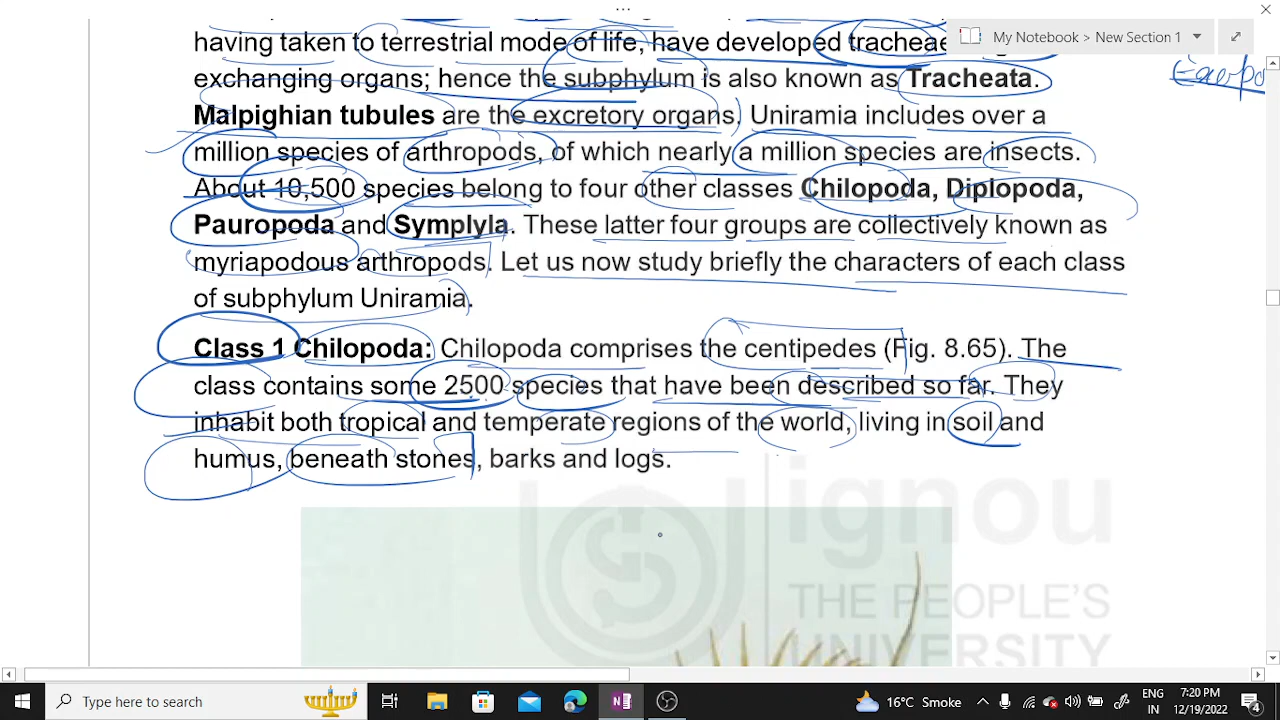 My Notebook > New Section 1
having taken to terrestrial mode of life, have developed tracheae
exchanging organs; hence the subphylum is also known as Tracheata.
Malpighian tubules are the excretory organs. Uniramia includes over a
million species of arthropods, of which nearly a million species are insects.
About 10,500 species belong to four other classes Chilopoda, Diplopoda,
Pauropoda and Symplyla. These latter four groups are collectively known as
myriapodous arthropods. Let us now study briefly the characters of each class
of subphylum Uniramia.
Class 1 Chilopoda: Chilopoda comprises the centipedes (Fig. 8.65). The
class contains some 2500 species that have been described so far. They
inhabit both tropical and temperate regions of the world, living in soil and
humus, beneath stones, barks and logs.
ignou
THE PEOPLE'S
UNIVERSITY
Type here to search
16°C Smoke
ENG
IN
7:20 PM
12/19/2022
4